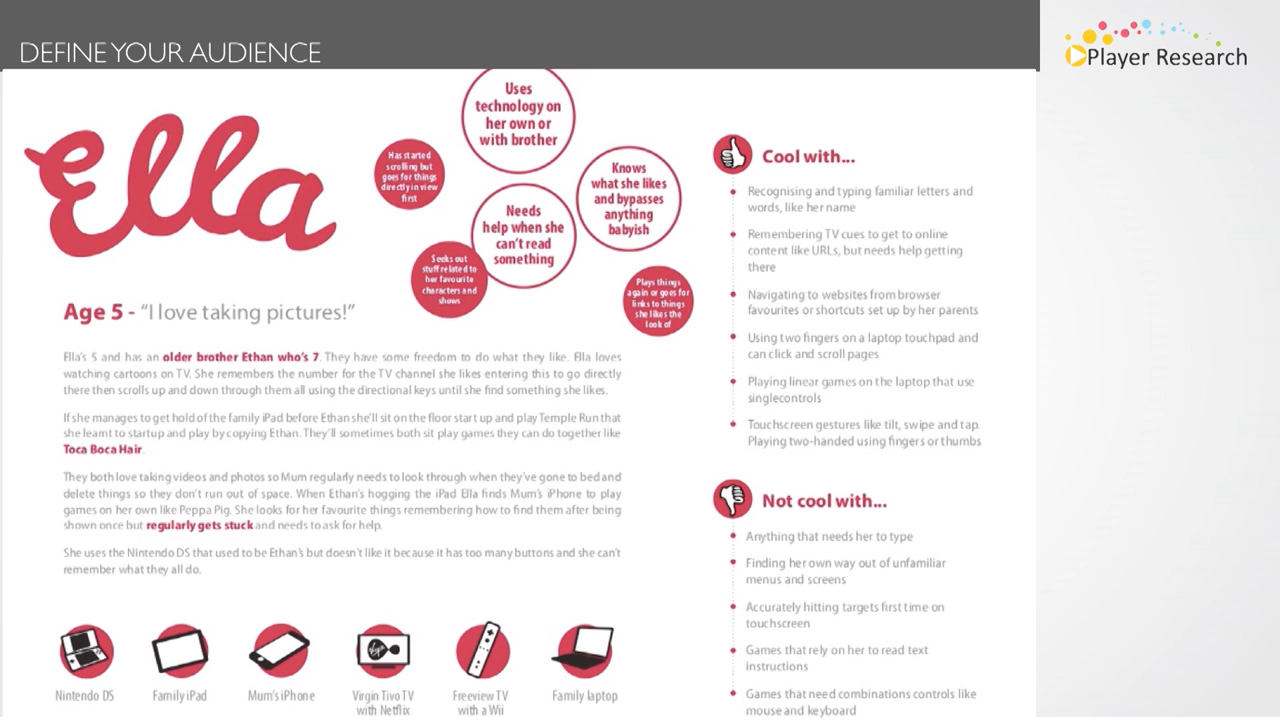 DEFINE YOUR AUDIENCE
Player Research
Ella
Uses
technology on
her own or
with brother
Has started
scrolling but
goes for things
directly in view
first
Knows
what she likes
and bypasses
anything
babyish
Needs
help when she
can't read
something
Seeks out
stuff related to
her favourite
characters and
shows
Plays things
again or goes for
links to things
she likes the
look of
Age 5 - “I love taking pictures!”
Ella's 5 and has an older brother Ethan who's 7. They have some freedom to do what they like. Ella loves
watching cartoons on TV. She remembers the number for the TV channel she likes entering this to go directly
there then scrolls up and down through them all using the directional keys until she find something she likes.
If she manages to get hold of the family iPad before Ethan she'll sit on the floor start up and play Temple Run that
she learnt to startup and play by copying Ethan. They'll sometimes both sit play games they can do together like
Toca Boca Hair.
They both love taking videos and photos so Mum regularly needs to look through when they've gone to bed and
delete things so they don't run out of space. When Ethan's hogging the iPad Ella finds Mum's iPhone to play
games on her own like Peppa Pig. She looks for her favourite things remembering how to find them after being
shown once but regularly gets stuck and needs to ask for help.
She uses the Nintendo DS that used to be Ethan's but doesn't like it because it has too many buttons and she can't
remember what they all do.
Nintendo DS
Family iPad
Mum's iPhone
Virgin Tivo TV
with Netflix
Freeview TV
with a Wii
Family laptop
Cool with...
Recognising and typing familiar letters and
words, like her name
Remembering TV cues to get to online
content like URLs, but needs help getting
there
Navigating to websites from browser
favourites or shortcuts set up by her parents
Using two fingers on a laptop touchpad and
can click and scroll pages
Playing linear games on the laptop that use
singlecontrols
Touchscreen gestures like tilt, swipe and tap.
Playing two-handed using fingers or thumbs
Not cool with...
Anything that needs her to type
Finding her own way out of unfamiliar
menus and screens
Accurately hitting targets first time on
touchscreen
Games that rely on her to read text
instructions
Games that need combinations controls like
mouse and keyboard